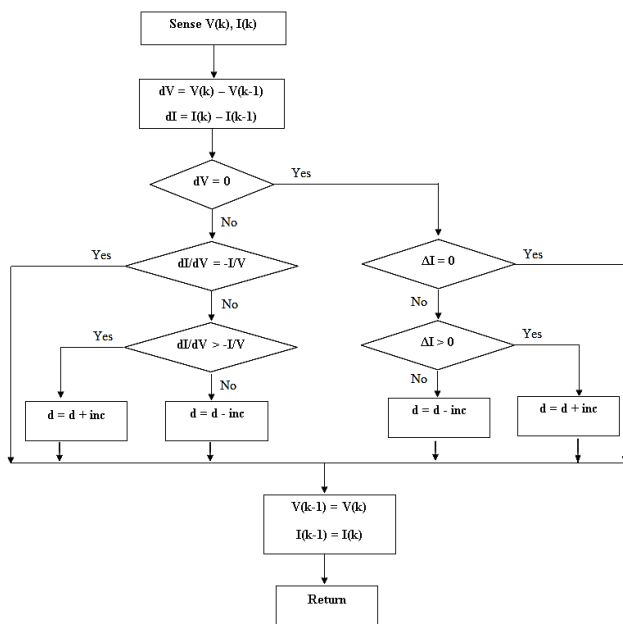 Sense V(k), I(k)
dV = V(k) – V(k-1)
dI = I(k) – I(k-1)
dV = 0
Yes
No
Yes
dI/dV = -I/V
ΔI = 0
Yes
No
No
Yes
dI/dV > -I/V
ΔI > 0
Yes
No
No
d = d + inc
d = d - inc
d = d - inc
d = d + inc
V(k-1) = V(k)
I(k-1) = I(k)
Return